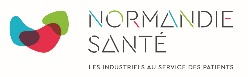 NORMANDIE
SANTÉ
LES INDUSTRIELS AU SERVICE DES PATIENTS